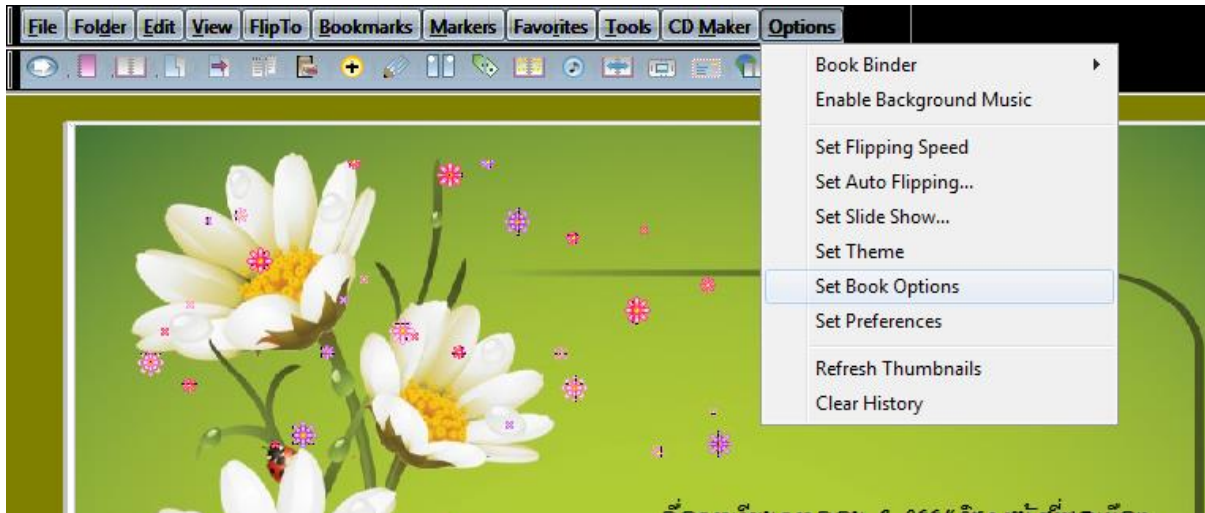 File Folder Edit View FlipTo Bookmarks Markers Favorites Tools CD Maker Options
Book Binder
Enable Background Music
Set Flipping Speed
Set Auto Flipping...
Set Slide Show...
Set Theme
Set Book Options
Set Preferences
Refresh Thumbnails
Clear History